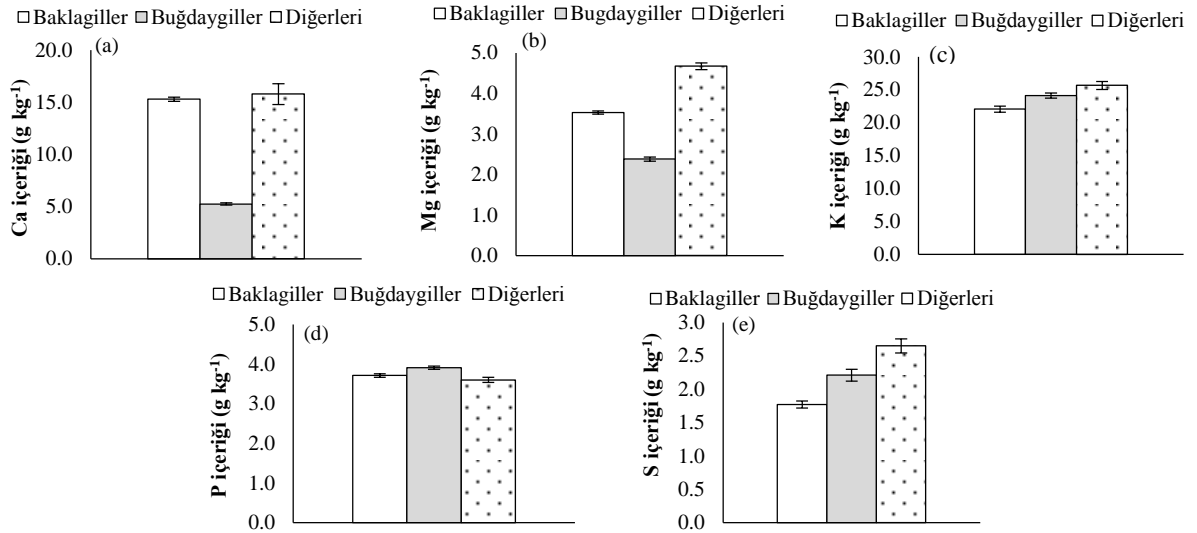 Baklagiller Buğdaygiller Diğerleri
(a)
Ca içeriği (g kg-1)
20.0
15.0
10.0
5.0
0.0
Baklagiller Bugdaygiller Diğerleri
(b)
Mg içeriği (g kg-1)
5.0
4.0
3.0
2.0
1.0
0.0
Baklagiller Buğdaygiller Diğerleri
(c)
K içeriği (g kg-1)
30.0
25.0
20.0
15.0
10.0
5.0
0.0
Baklagiller Buğdaygiller Diğerleri
(d)
P içeriği (g kg-1)
5.0
4.0
3.0
2.0
1.0
0.0
Baklagiller Buğdaygiller Diğerleri
(e)
S içeriği (g kg-1)
3.0
2.5
2.0
1.5
1.0
0.5
0.0